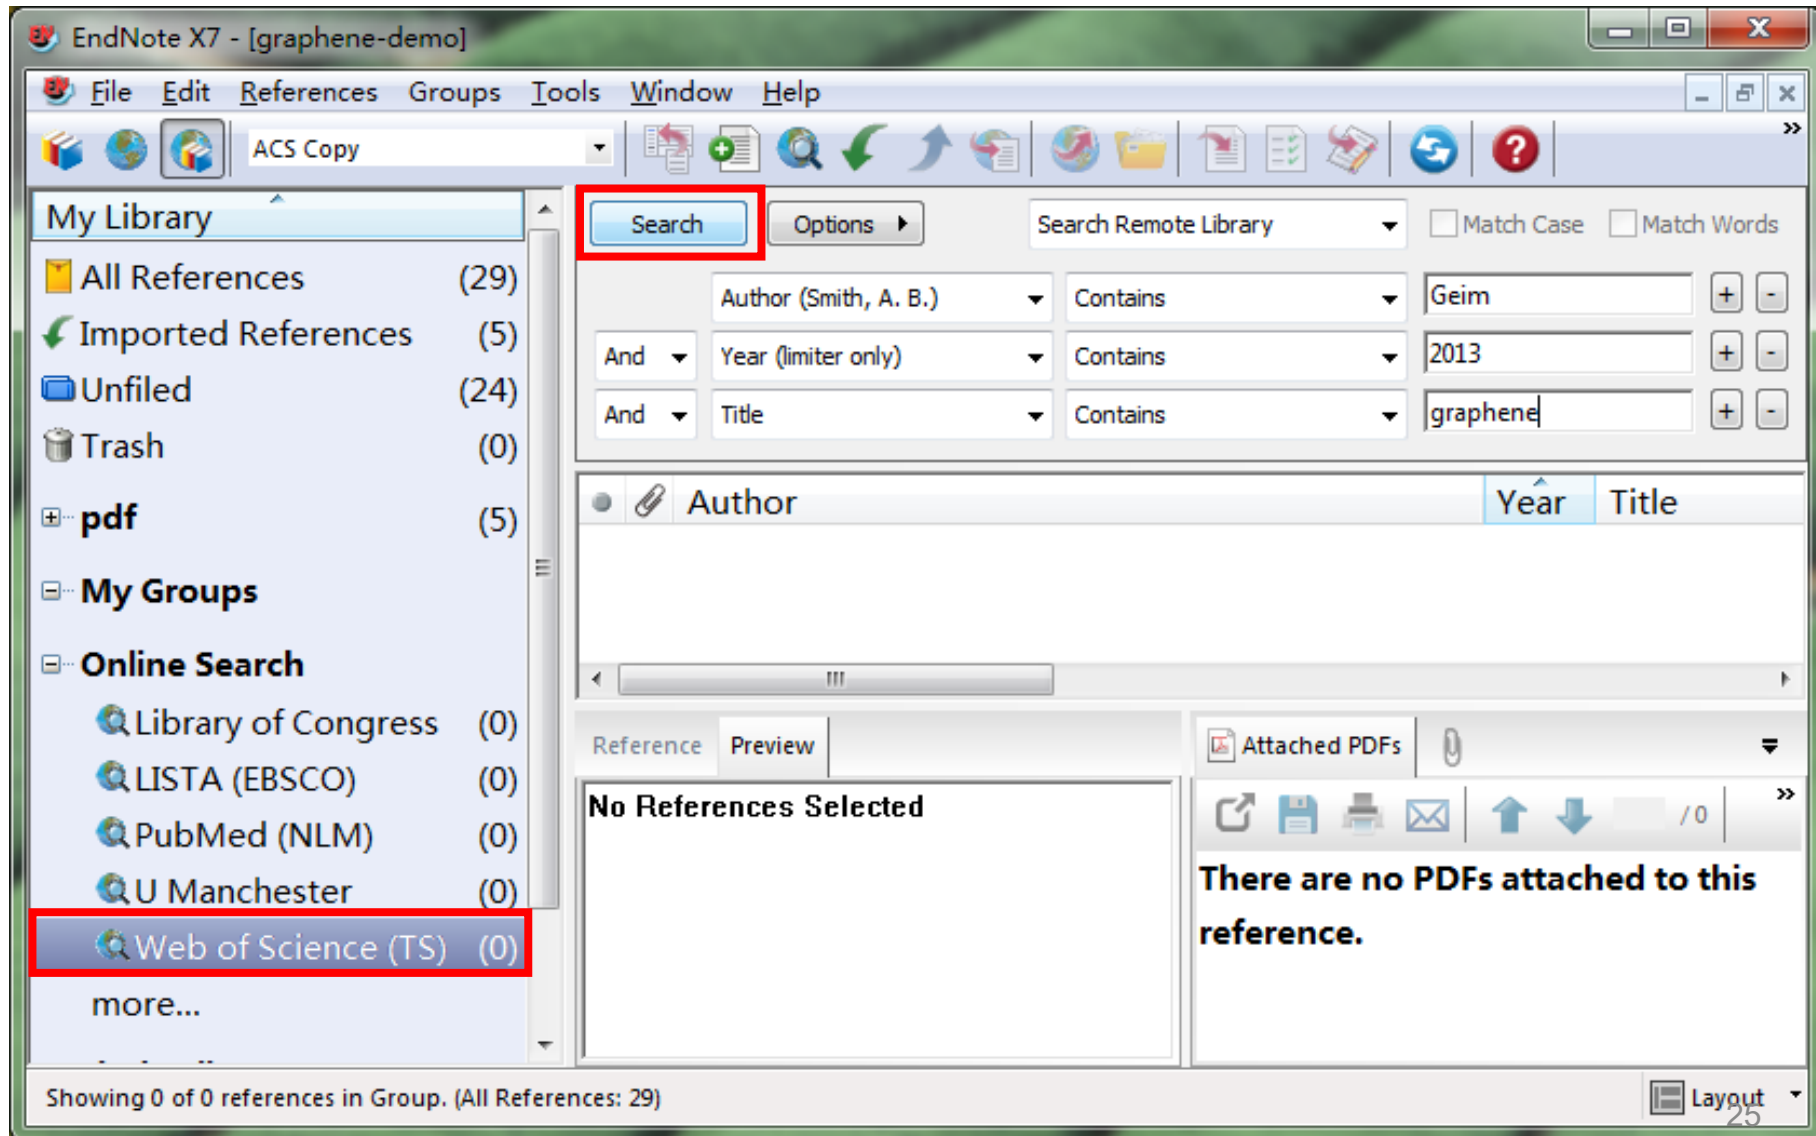 EndNote X7 - [graphene-demo]
File Edit References Groups Tools Window Help
ACS Copy
My Library
All References (29)
Imported References (5)
Unfiled (24)
Trash (0)
pdf (5)
My Groups
Online Search
Library of Congress (0)
LISTA (EBSCO) (0)
PubMed (NLM) (0)
U Manchester (0)
Web of Science (TS) (0)
more...
Search Options Search Remote Library Match Case Match Words
Author (Smith, A. B.) Contains Geim + -
And Year (limiter only) Contains 2013 + -
And Title Contains graphene + -
Author Year Title
Reference Preview
No References Selected
Attached PDFs
/ 0
There are no PDFs attached to this
reference.
Showing 0 of 0 references in Group. (All References: 29)
Layout
25